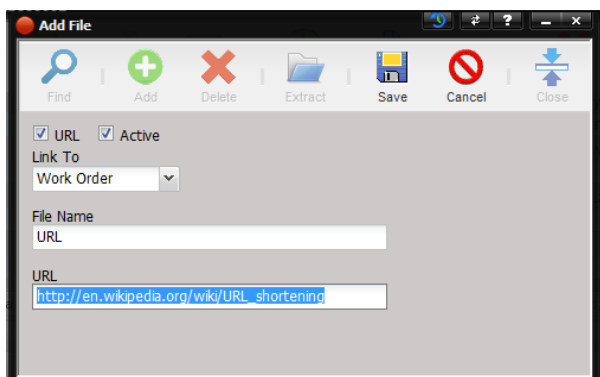 Add File
?
Find Add Delete Extract Save Cancel Close
URL Active
Link To
Work Order
File Name
URL
URL
http://en.wikipedia.org/wiki/URL_shortening